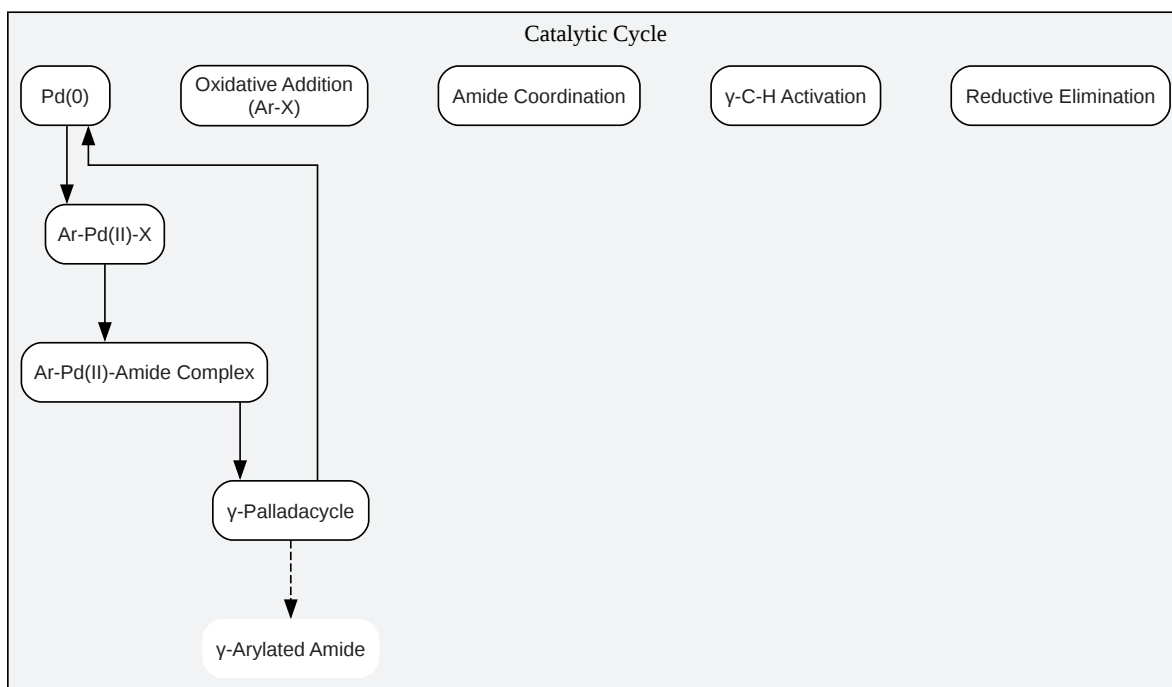 Catalytic Cycle
Pd(0)
Oxidative Addition
(Ar-X)
Amide Coordination
γ-C-H Activation
Reductive Elimination
Ar-Pd(II)-X
Ar-Pd(II)-Amide Complex
γ-Palladacycle
γ-Arylated Amide